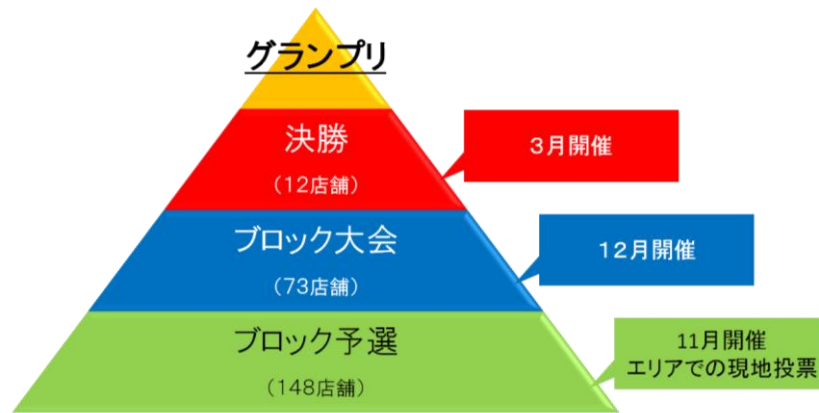 グランプリ
決勝
（12店舗）
3月開催
ブロック大会
（73店舗）
12月開催
ブロック予選
（148店舗）
11月開催
エリアでの現地投票